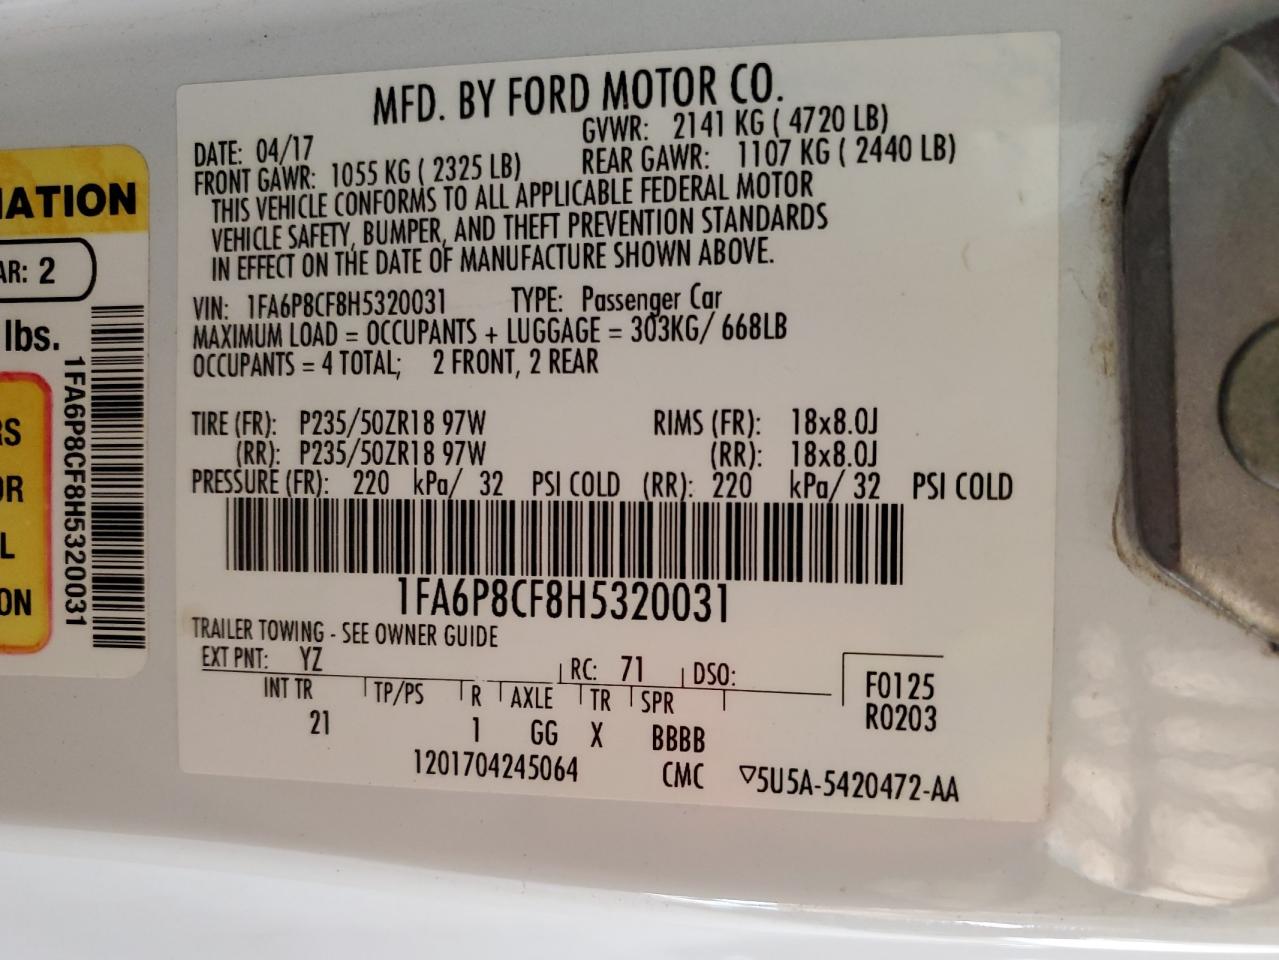 MFD. BY FORD MOTOR CO.
DATE: 04/17 GVWR: 2141 KG ( 4720 LB)
FRONT GAWR: 1055 KG ( 2325 LB) REAR GAWR: 1107 KG ( 2440 LB)
THIS VEHICLE CONFORMS TO ALL APPLICABLE FEDERAL MOTOR
VEHICLE SAFETY, BUMPER, AND THEFT PREVENTION STANDARDS
IN EFFECT ON THE DATE OF MANUFACTURE SHOWN ABOVE.
VIN: 1FA6P8CF8H5320031 TYPE: Passenger Car
MAXIMUM LOAD = OCCUPANTS + LUGGAGE = 303KG/ 668LB
OCCUPANTS = 4 TOTAL; 2 FRONT, 2 REAR
TIRE (FR): P235/50ZR18 97W RIMS (FR): 18x8.0J
(RR): P235/50ZR18 97W (RR): 18x8.0J
PRESSURE (FR): 220 kPa/ 32 PSI COLD (RR): 220 kPa/ 32 PSI COLD
1FA6P8CF8H5320031
TRAILER TOWING - SEE OWNER GUIDE
EXT PNT: YZ RC: 71 DSO:
INT TR TP/PS R AXLE TR SPR
21 1 GG X BBBB
F0125
R0203
1201704245064 CMC ▽5U5A-5420472-AA
IATION
AR: 2
lbs.
RS
OR
L
ON
1FA6P8CF8H5320031